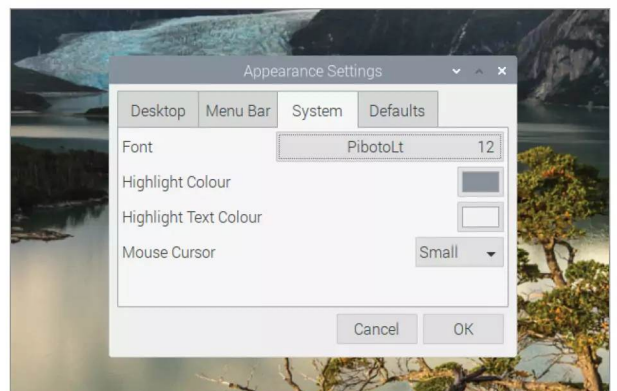 Appearance Settings
Desktop Menu Bar System Defaults
Font PibotoLt 12
Highlight Colour
Highlight Text Colour
Mouse Cursor Small
Cancel OK